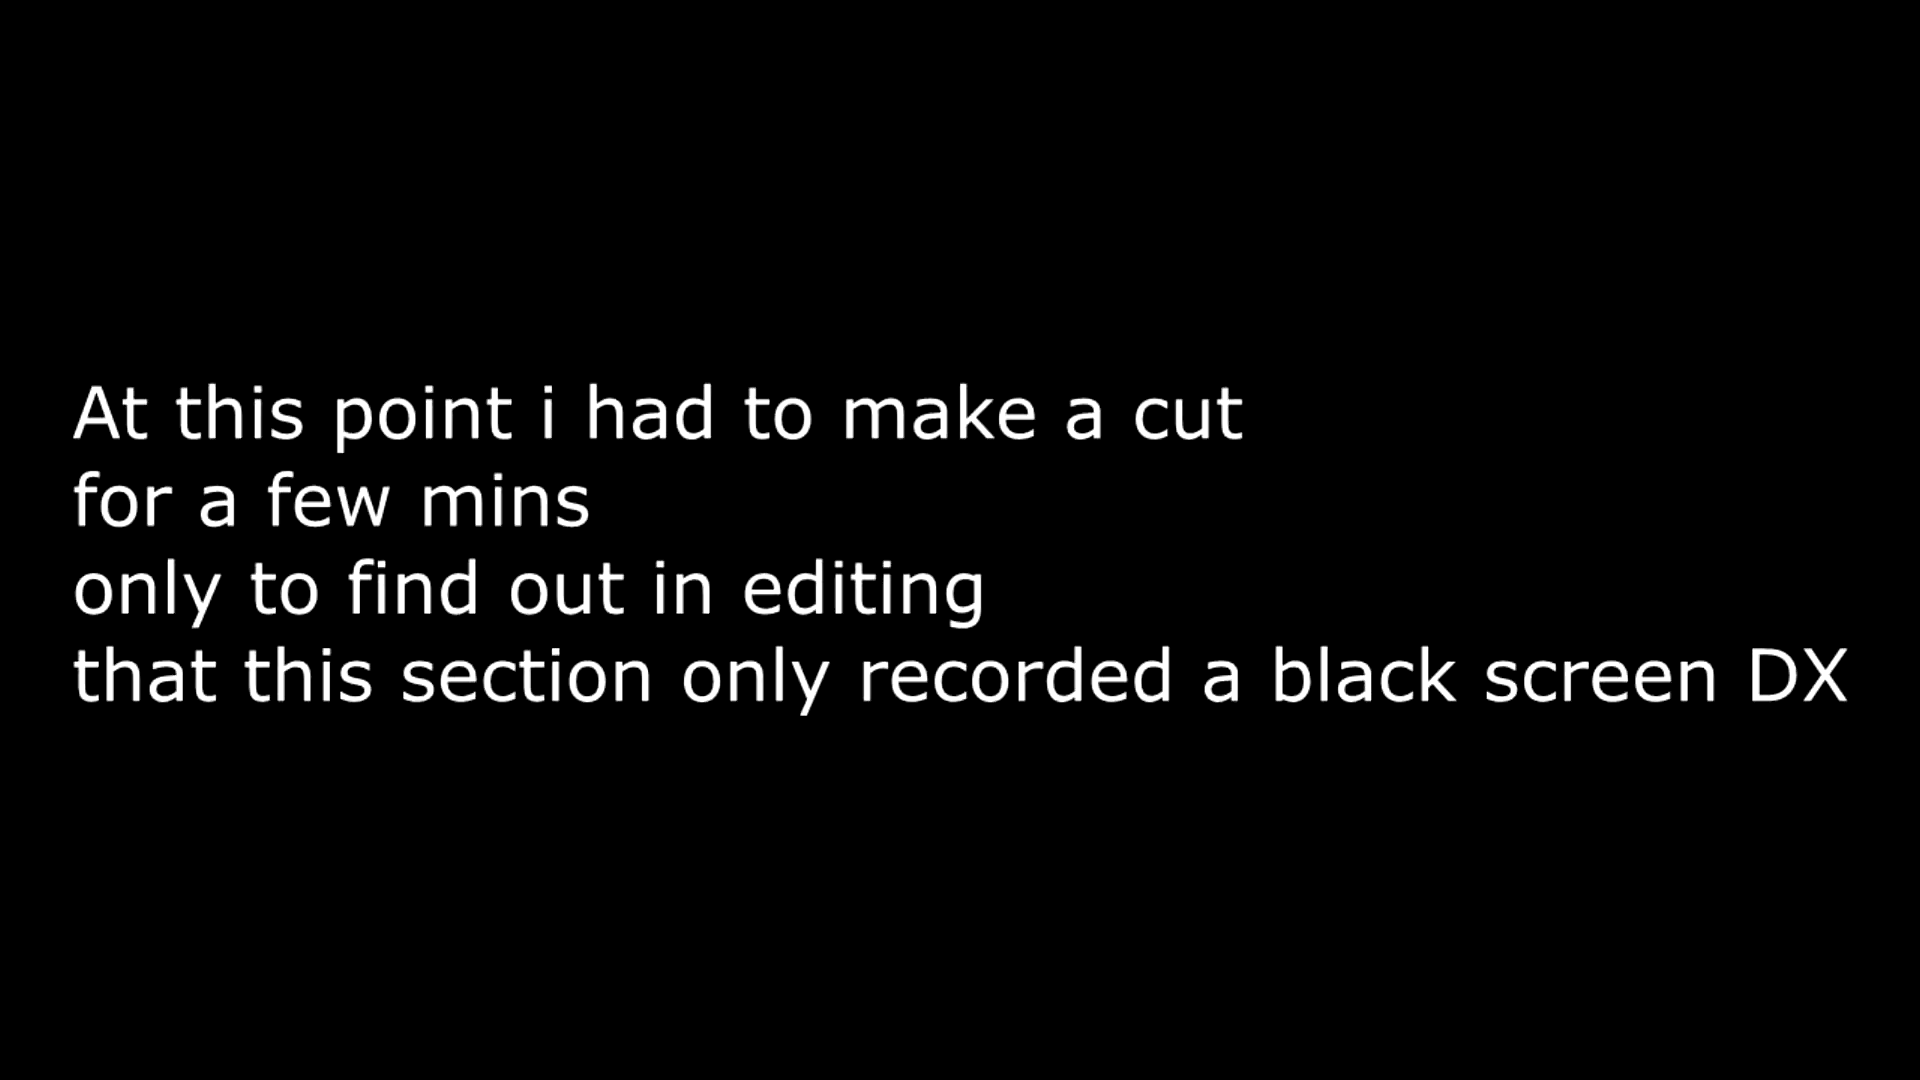 At this point i had to make a cut
for a few mins
only to find out in editing
that this section only recorded a black screen DX